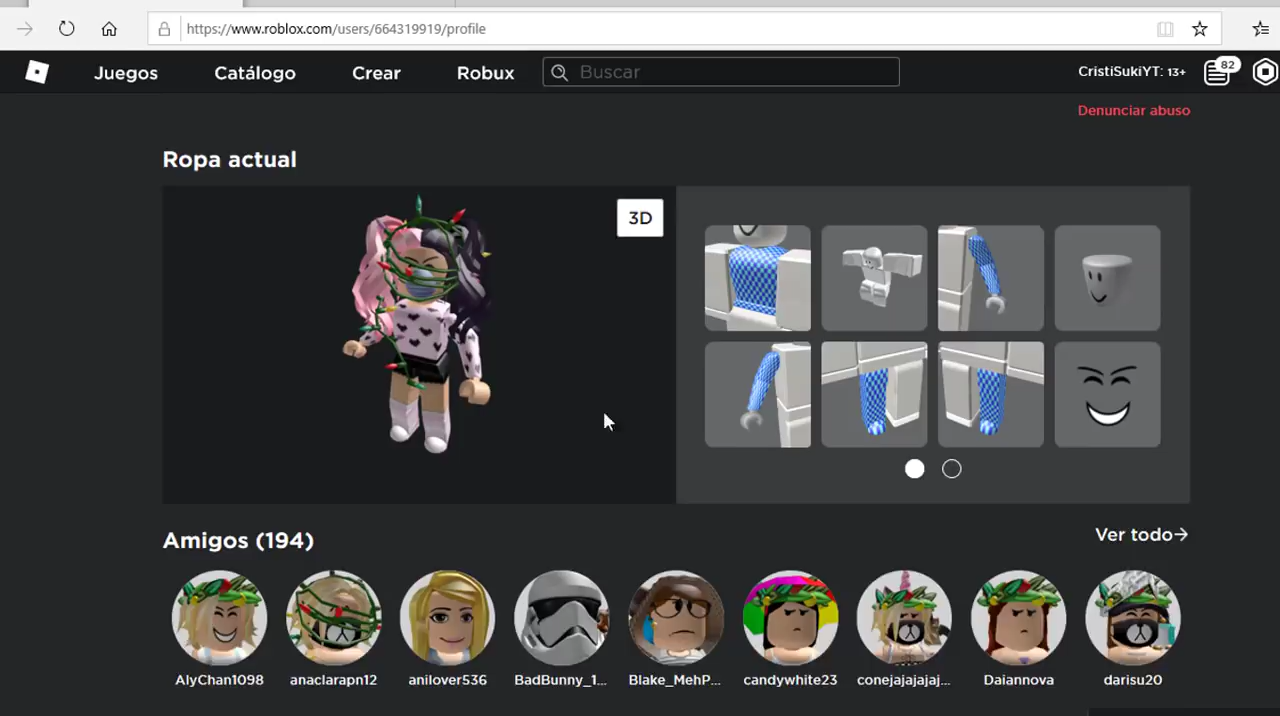 https://www.roblox.com/users/664319919/profile
Juegos Catálogo Crear Robux Buscar CristiSukiYT: 13+ 82
Denunciar abuso
Ropa actual
3D
Amigos (194) Ver todo→
AlyChan1098 anaclarapn12 anilover536 BadBunny_1... Blake_MehP... candywhite23 conejajajajaj... Daiannova darisu20